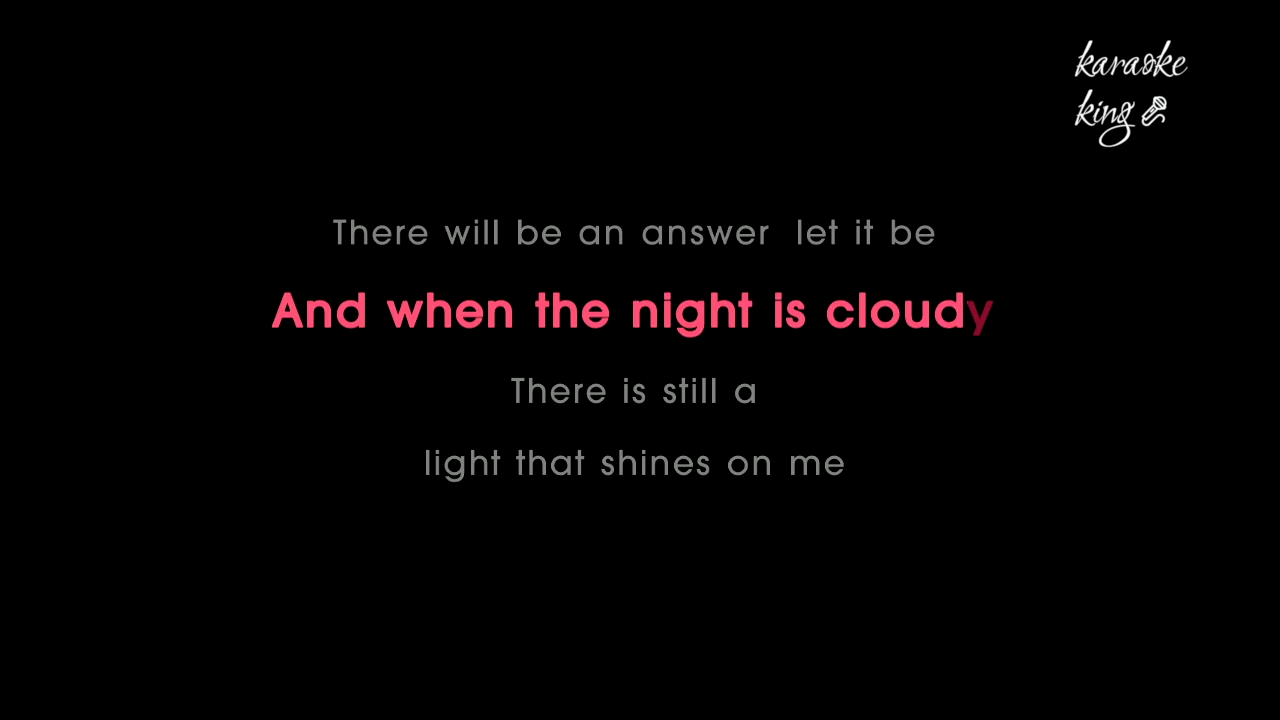 karaoke
king
There will be an answer  let it be
And when the night is cloudy
There is still a
light that shines on me